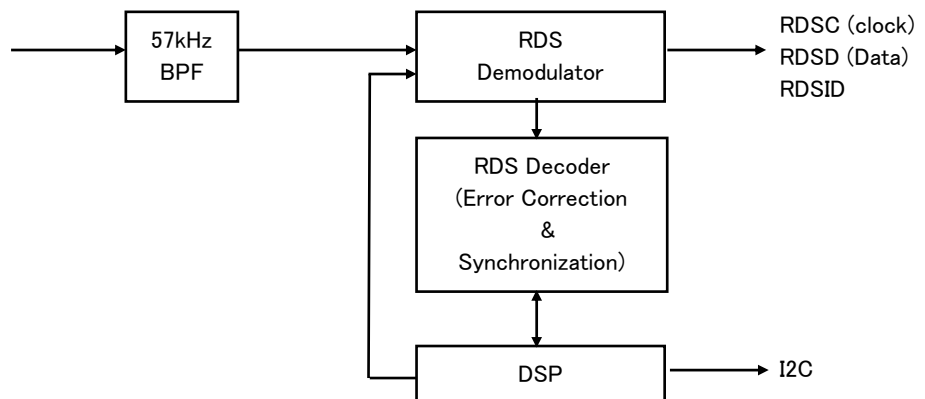 57kHz
BPF
RDS
Demodulator
RDSC (clock)
RDSD (Data)
RDSID
RDS Decoder
(Error Correction
&
Synchronization)
DSP
I2C